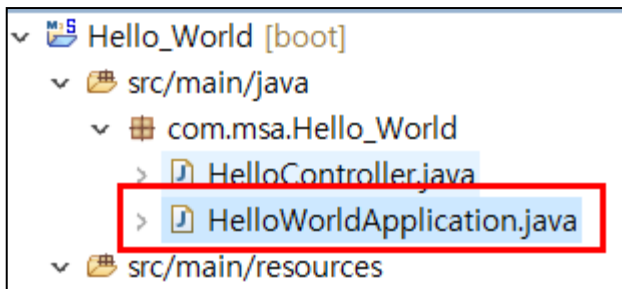 Hello_World [boot]
src/main/java
com.msa.Hello_World
HelloController.java
HelloWorldApplication.java
src/main/resources